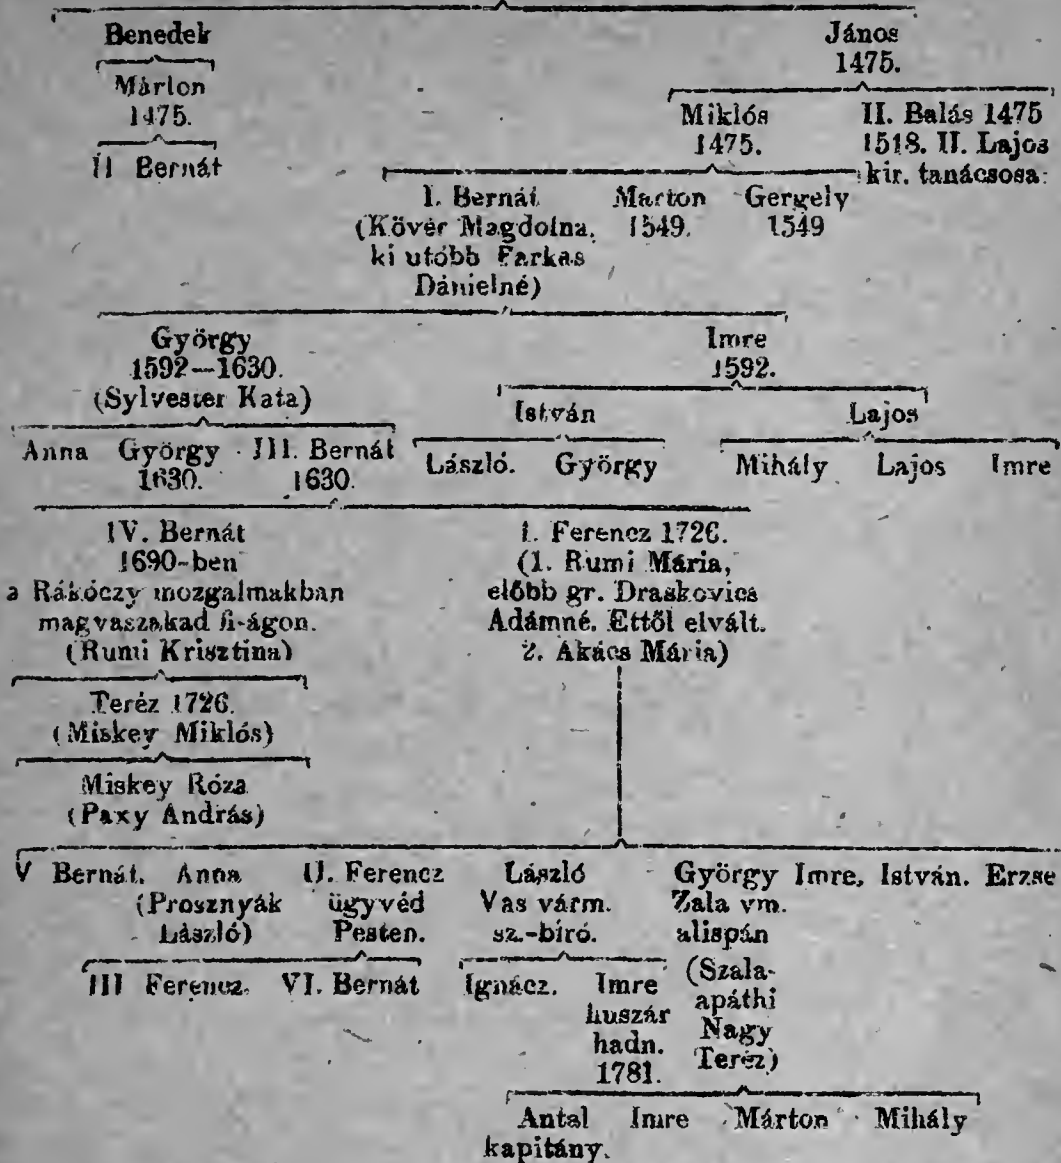 Benedek János
1475.
Márton
1475.
Miklós II. Balás 1475
1475. 1518. II. Lajos
kir. tanácsosa.
II Bernát
I. Bernát Marton Gergely
(Kövér Magdolna, 1549. 1549
ki utóbb Farkas
Dánielné)
György Imre
1592—1630. 1592.
(Sylvester Kata)
István Lajos
Anna György III. Bernát László. György Mihály Lajos Imre
1630. 1630.
IV. Bernát I. Ferencz 1726.
1690-ben (1. Rumi Mária,
a Rákóczy mozgalmakban előbb gr. Draskovics
magvaszakad fi-ágon. Adámné. Ettől elvált.
(Rumi Krisztina) 2. Akács Mária)
Teréz 1726.
(Miskey Miklós)
Miskey Róza
(Paxy András)
V Bernát. Anna II. Ferencz László György Imre, István. Erzse
(Prosznyák ügyvéd Vas várm. Zala vm.
László) Pesten. sz.-bíró. alispán
III Ferencz. VI. Bernát Ignácz. Imre (Szala-
huszár apáthi
hadn. Nagy
1781. Teréz)
Antal Imre Márton Mihály
kapitány.